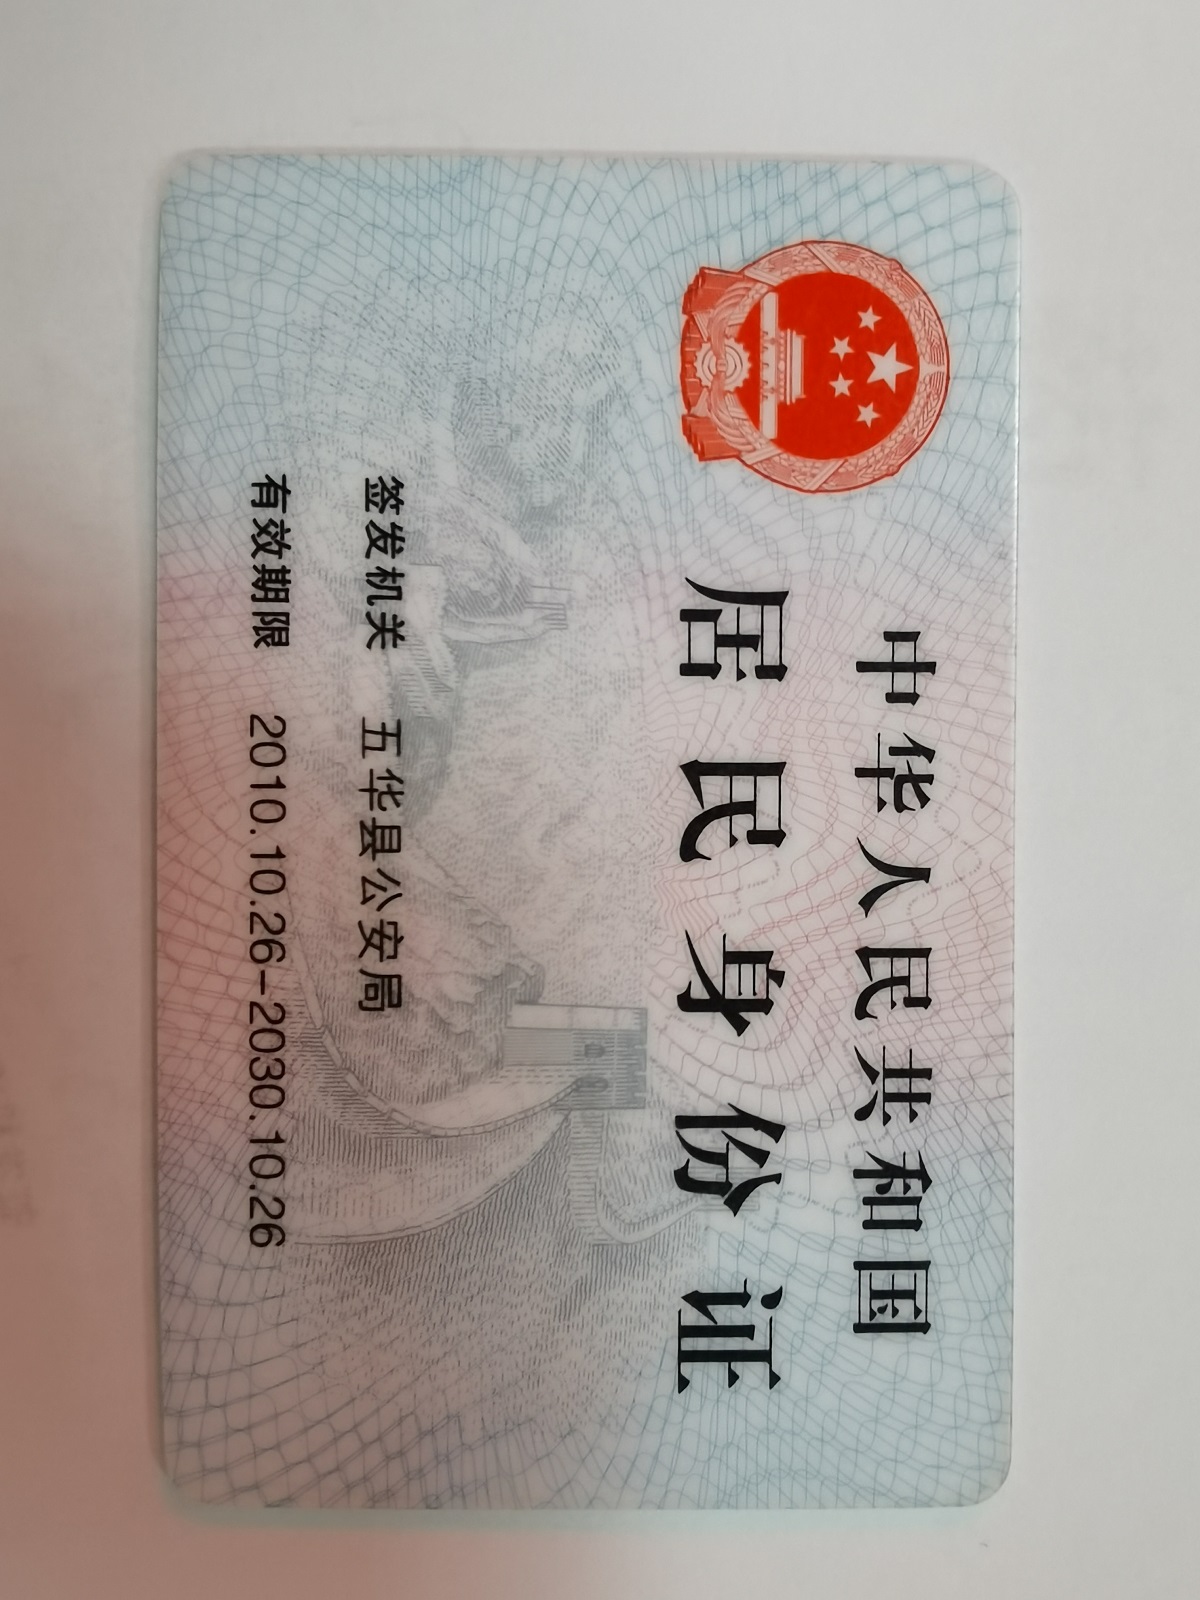 中华人民共和国
居民身份证
签发机关 五华县公安局
有效期限 2010.10.26-2030.10.26